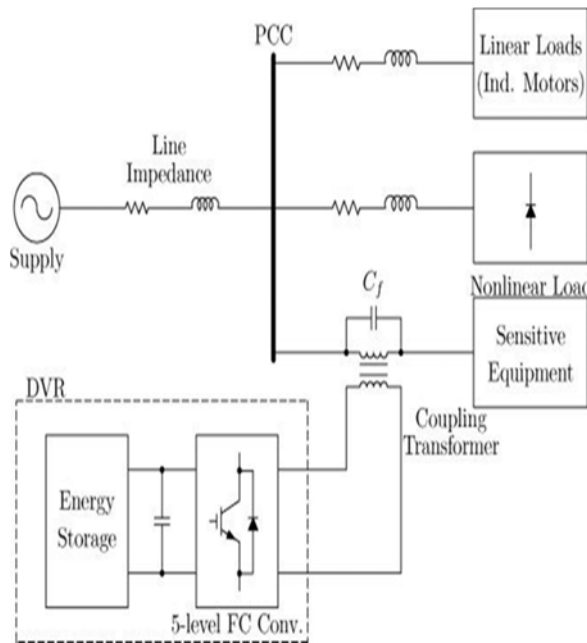 PCC
Linear Loads
(Ind. Motors)
Line
Impedance
Supply
Nonlinear Load
C_f
Sensitive
Equipment
DVR
Coupling
Transformer
Energy
Storage
5-level FC Conv.